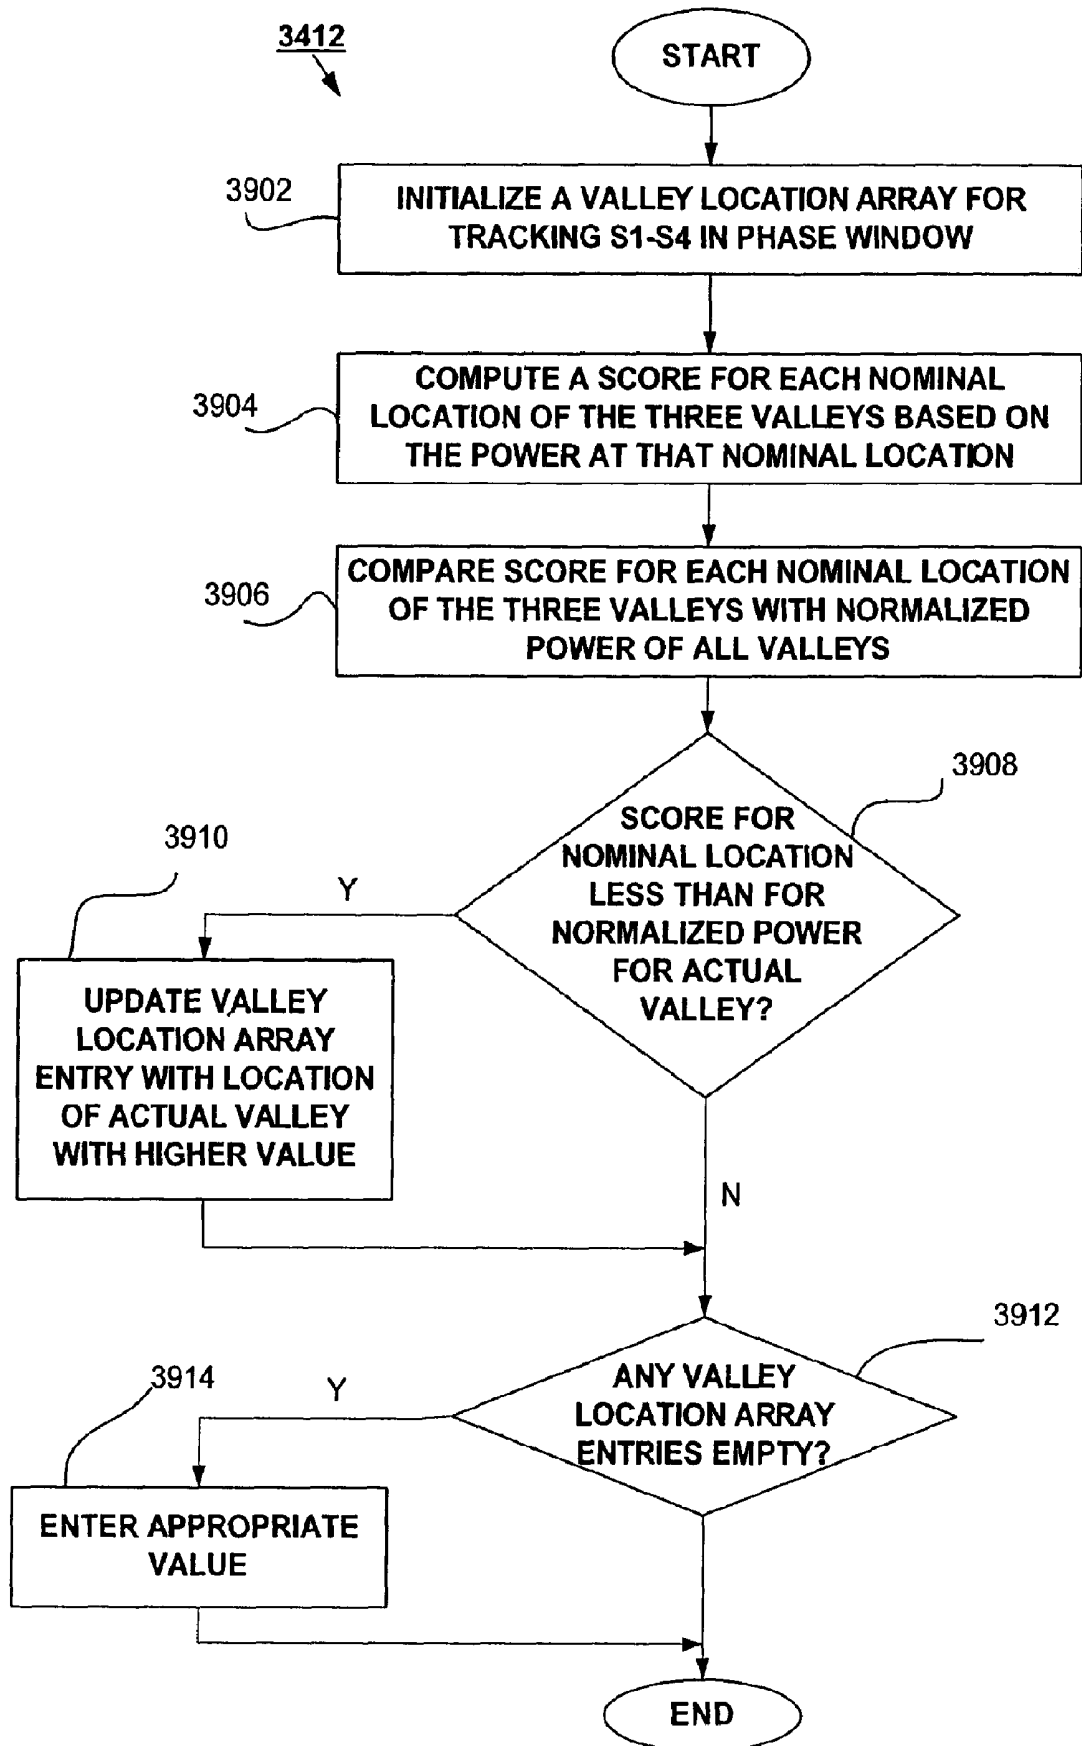 3412
START
3902
INITIALIZE A VALLEY LOCATION ARRAY FOR
TRACKING S1-S4 IN PHASE WINDOW
3904
COMPUTE A SCORE FOR EACH NOMINAL
LOCATION OF THE THREE VALLEYS BASED ON
THE POWER AT THAT NOMINAL LOCATION
3906
COMPARE SCORE FOR EACH NOMINAL LOCATION
OF THE THREE VALLEYS WITH NORMALIZED
POWER OF ALL VALLEYS
3908
SCORE FOR
NOMINAL LOCATION
LESS THAN FOR
NORMALIZED POWER
FOR ACTUAL
VALLEY?
Y
3910
UPDATE VALLEY
LOCATION ARRAY
ENTRY WITH LOCATION
OF ACTUAL VALLEY
WITH HIGHER VALUE
N
3912
ANY VALLEY
LOCATION ARRAY
ENTRIES EMPTY?
Y
3914
ENTER APPROPRIATE
VALUE
END